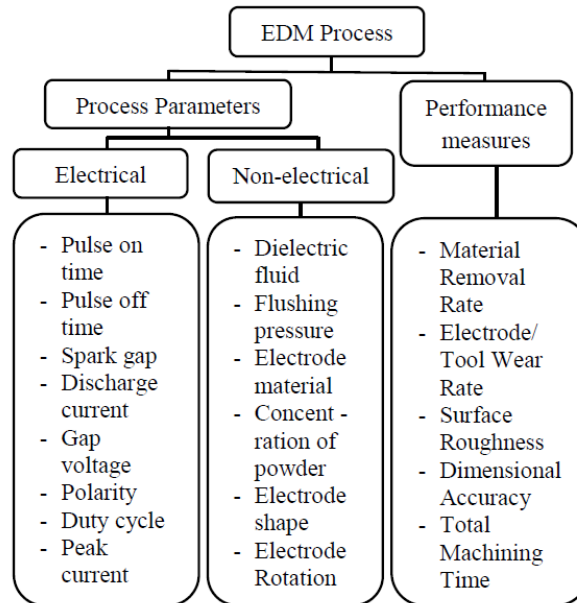 EDM Process
Process Parameters
Performance
measures
Electrical
Non-electrical
- Pulse on
time
- Pulse off
time
- Spark gap
- Discharge
current
- Gap
voltage
- Polarity
- Duty cycle
- Peak
current
- Dielectric
fluid
- Flushing
pressure
- Electrode
material
- Concent -
ration of
powder
- Electrode
shape
- Electrode
Rotation
- Material
Removal
Rate
- Electrode/
Tool Wear
Rate
- Surface
Roughness
- Dimensional
Accuracy
- Total
Machining
Time